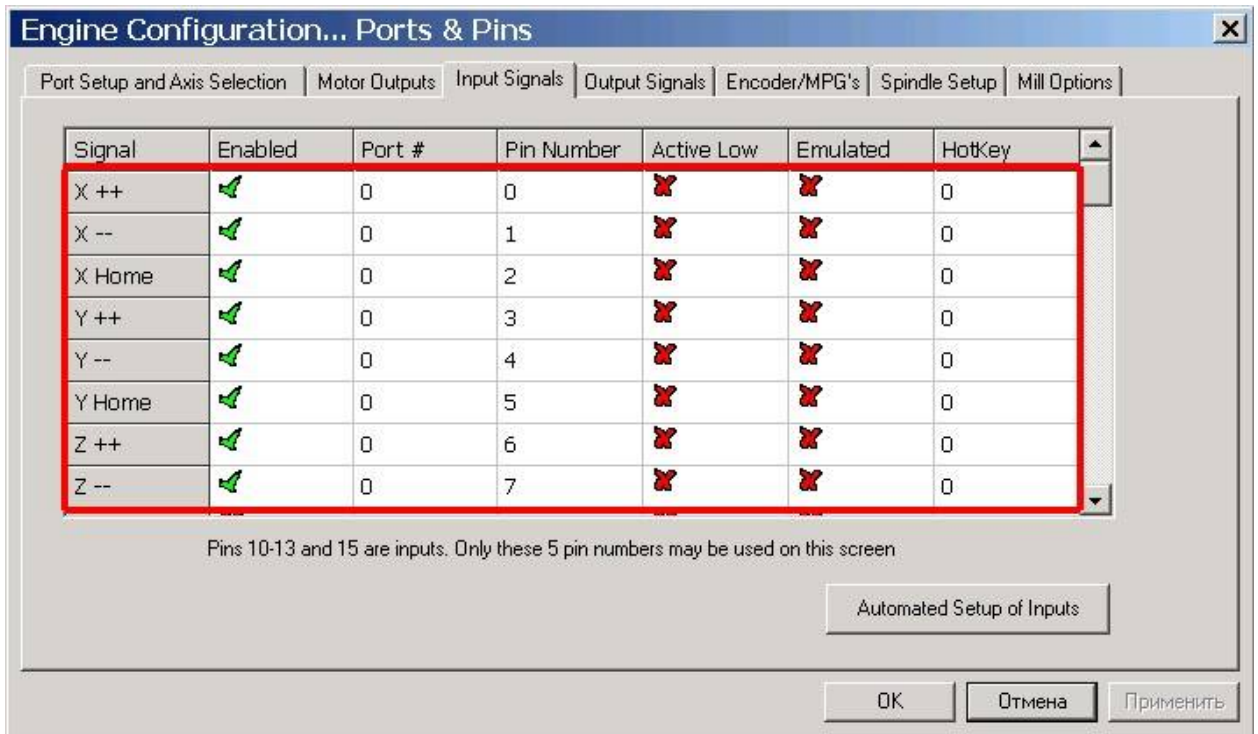 Engine Configuration... Ports & Pins
Port Setup and Axis Selection Motor Outputs Input Signals Output Signals Encoder/MPG's Spindle Setup Mill Options
Signal Enabled Port # Pin Number Active Low Emulated HotKey
X ++ 0 0 0
X -- 0 1 0
X Home 0 2 0
Y ++ 0 3 0
Y -- 0 4 0
Y Home 0 5 0
Z ++ 0 6 0
Z -- 0 7 0
Pins 10-13 and 15 are inputs. Only these 5 pin numbers may be used on this screen
Automated Setup of Inputs
OK Отмена Применить